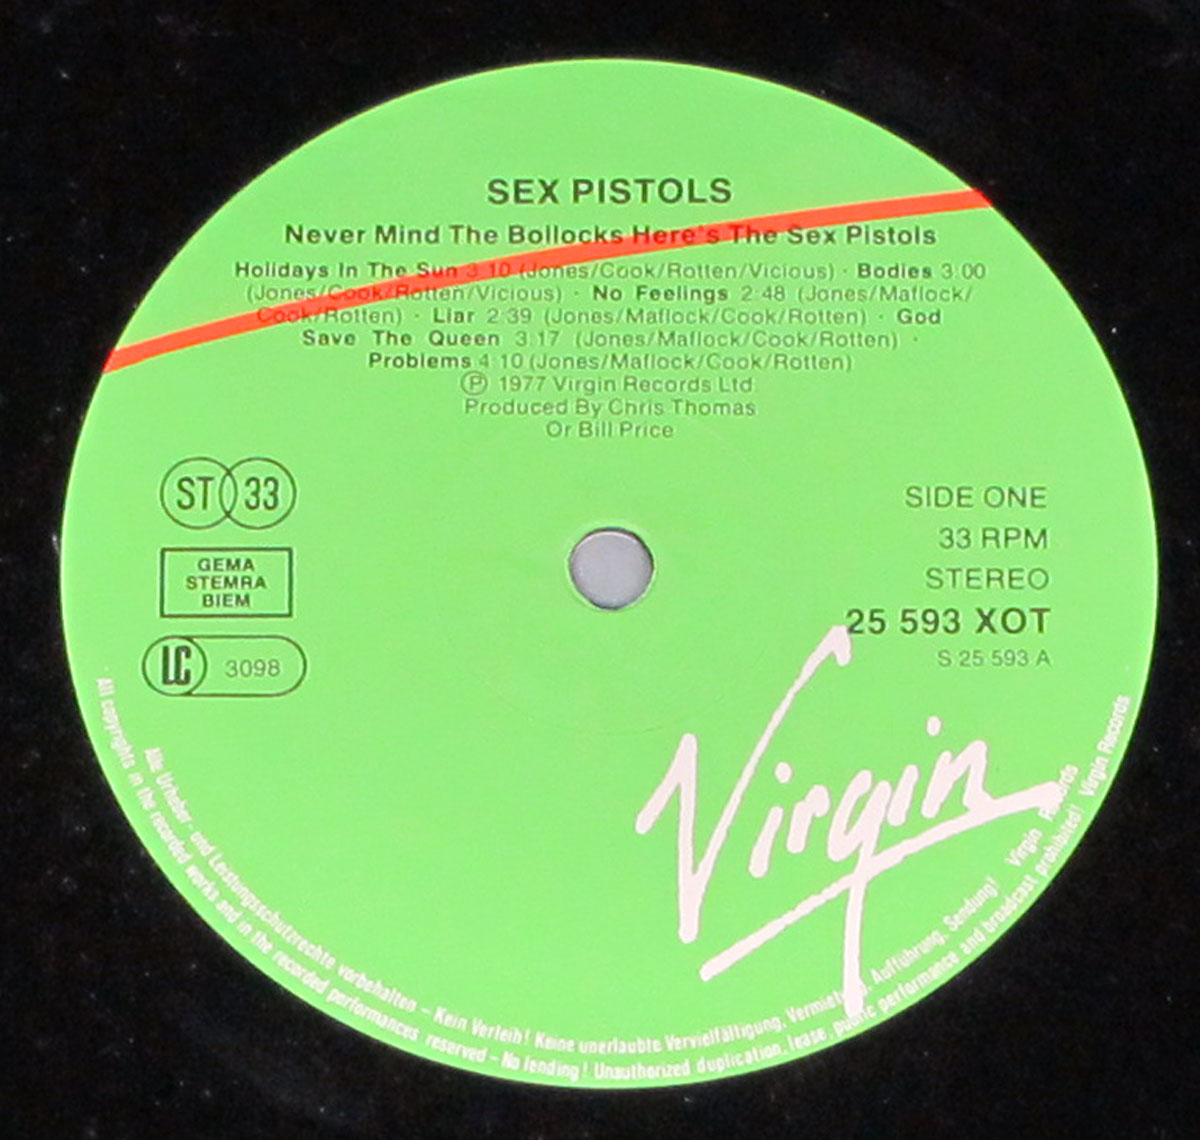 SEX PISTOLS
Never Mind The Bollocks Here's The Sex Pistols
Holidays In The Sun 3:10 (Jones/Cook/Rotten/Vicious) · Bodies 3:00
(Jones/Cook/Rotten/Vicious) · No Feelings 2:48 (Jones/Matlock/
Cook/Rotten) · Liar 2:39 (Jones/Matlock/Cook/Rotten) · God
Save The Queen 3:17 (Jones/Matlock/Cook/Rotten) ·
Problems 4:10 (Jones/Matlock/Cook/Rotten)
Ⓟ 1977 Virgin Records Ltd.
Produced By Chris Thomas
Or Bill Price
ST 33
GEMA
STEMRA
BIEM
LC 3098
SIDE ONE
33 RPM
STEREO
25 593 XOT
S 25 593 A
Virgin
Alle Urheber- und Leistungsschutzrechte vorbehalten – Kein Verleih! Keine unerlaubte Vervielfältigung, Vermietung, Aufführung, Sendung! Virgin Records
All copyrights in the recorded works and in the recorded performances reserved – No lending! Unauthorized duplication, lease, public performance and broadcast prohibited! Virgin Records